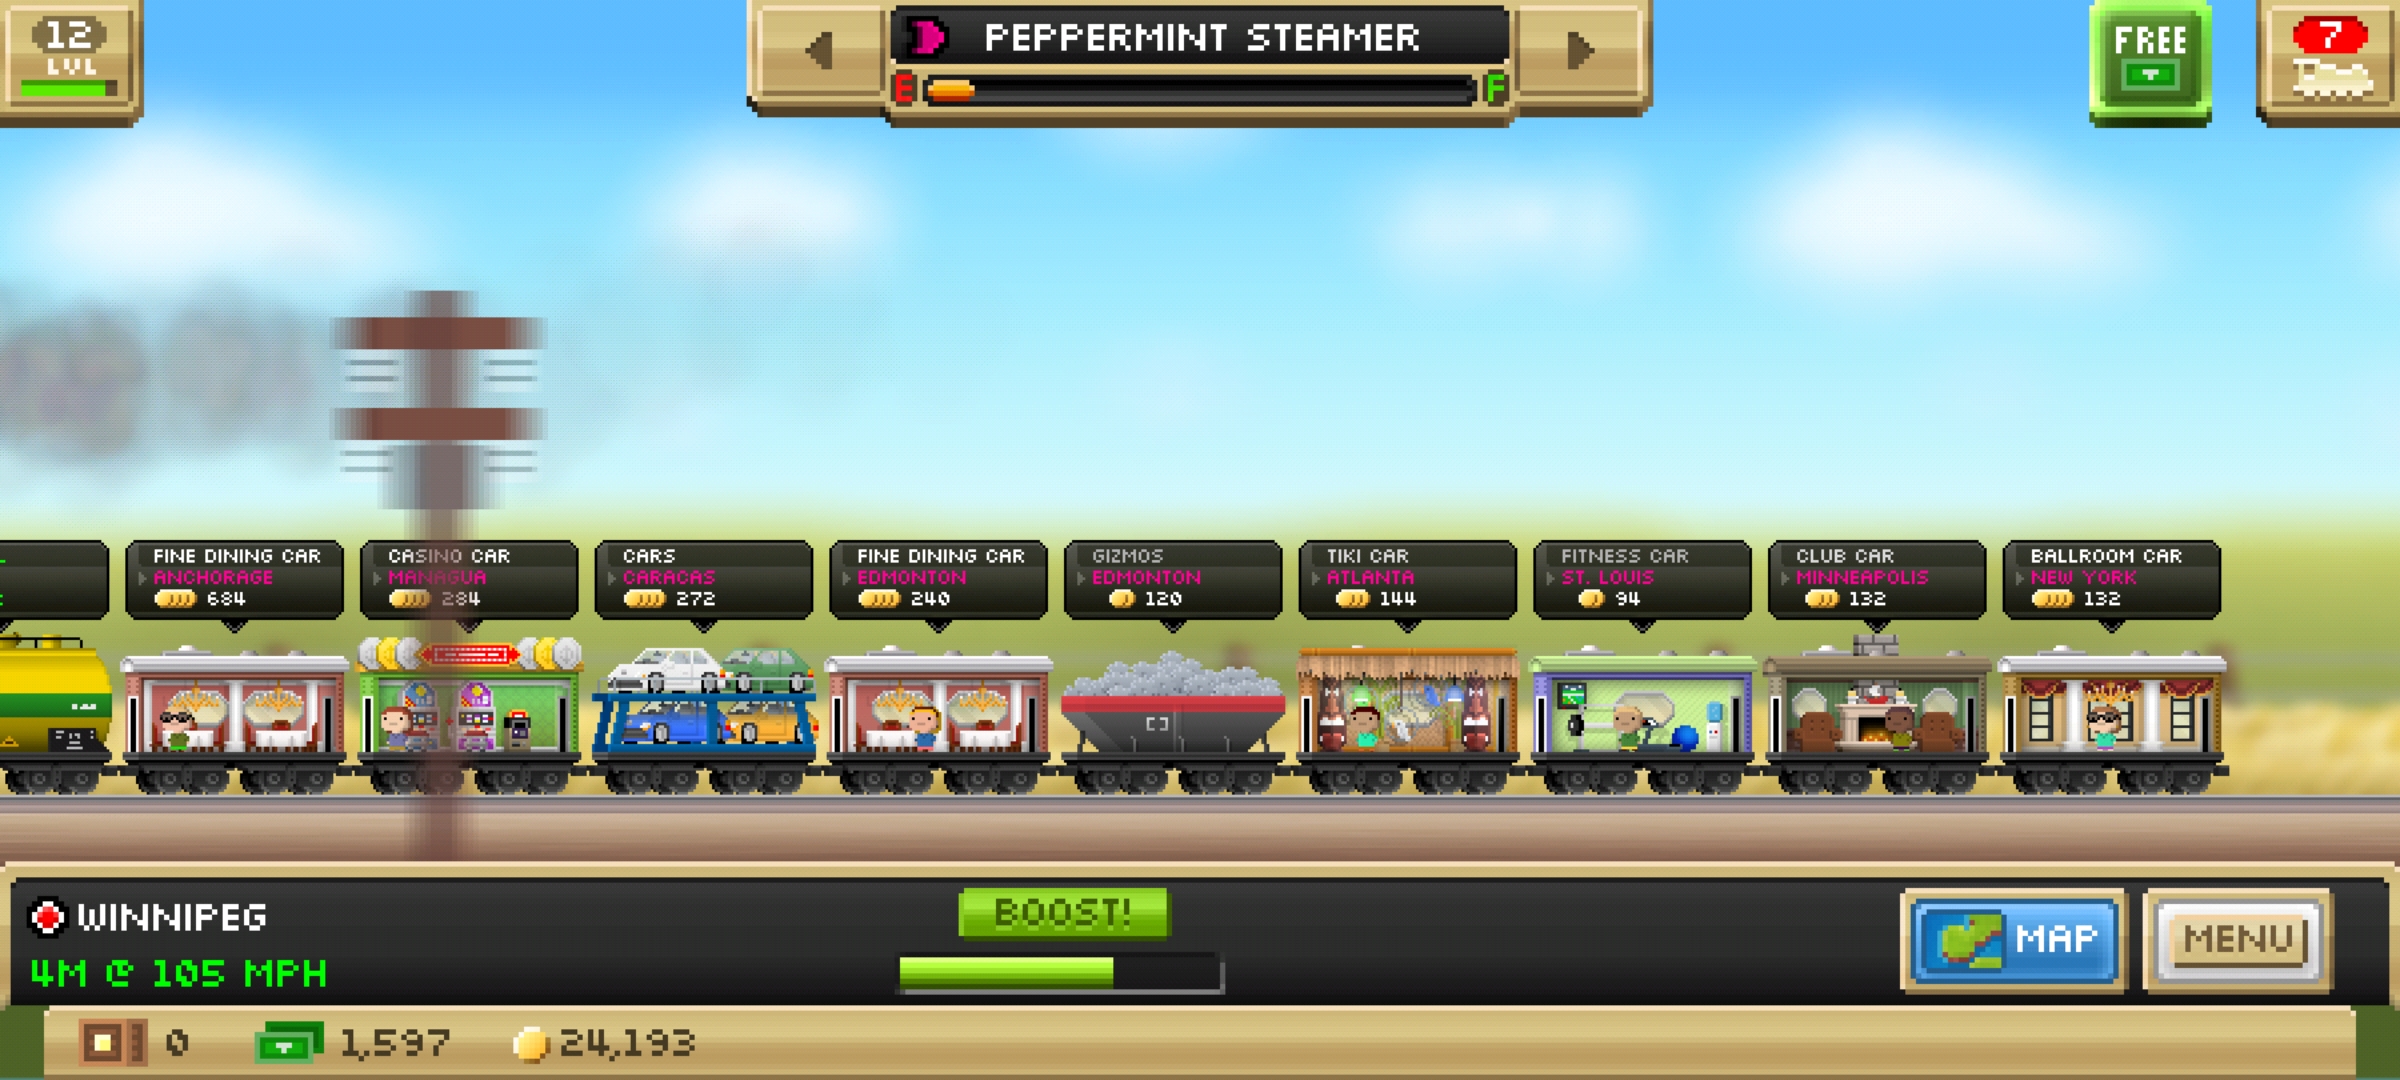 12
LVL
PEPPERMINT STEAMER
E F
FREE
7
FINE DINING CAR
ANCHORAGE
684
CASINO CAR
MANAGUA
284
CARS
CARACAS
272
FINE DINING CAR
EDMONTON
240
GIZMOS
EDMONTON
120
TIKI CAR
ATLANTA
144
FITNESS CAR
ST. LOUIS
94
CLUB CAR
MINNEAPOLIS
132
BALLROOM CAR
NEW YORK
132
WINNIPEG
4M @ 105 MPH
BOOST!
MAP
MENU
0
1,597
24,193